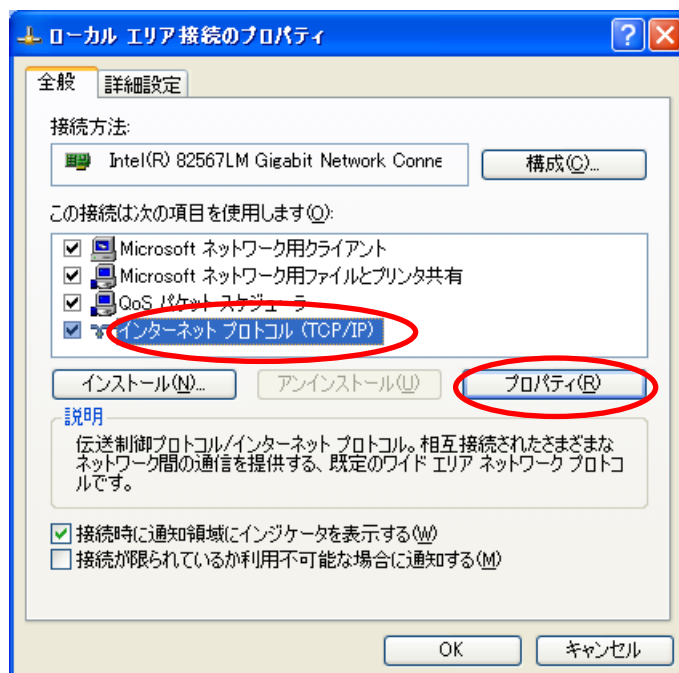 ローカル エリア接続のプロパティ
全般 詳細設定
接続方法:
Intel(R) 82567LM Gigabit Network Conne 構成(C)...
この接続は次の項目を使用します(O):
Microsoft ネットワーク用クライアント
Microsoft ネットワーク用ファイルとプリンタ共有
QoS パケット スケジューラ
インターネット プロトコル (TCP/IP)
インストール(N)... アンインストール(U) プロパティ(R)
説明
伝送制御プロトコル/インターネット プロトコル。相互接続されたさまざまな
ネットワーク間の通信を提供する、既定のワイド エリア ネットワーク プロトコ
ルです。
接続時に通知領域にインジケータを表示する(W)
接続が限られているか利用不可能な場合に通知する(M)
OK キャンセル